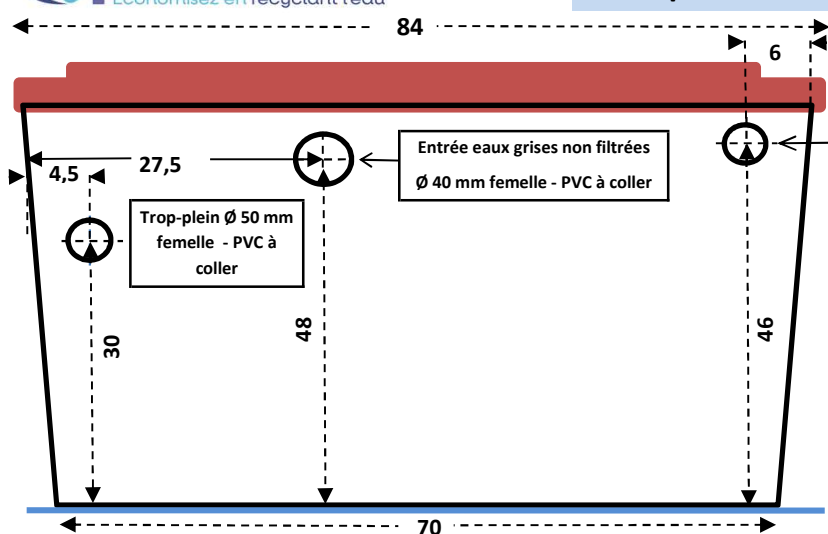 Economisez en recyclant l'eau
84
6
Entrée eaux grises non filtrées
Ø 40 mm femelle - PVC à coller
27,5
4,5
Trop-plein Ø 50 mm
femelle - PVC à
coller
30
48
46
70